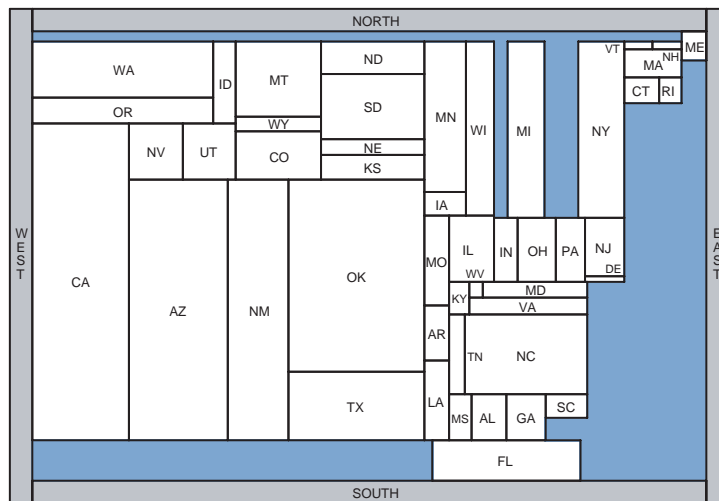 NORTH
VT
NH
ME
WA
ID
MT
ND
MN
WI
MI
NY
MA
CT
RI
OR
SD
WY
NV
UT
CO
NE
KS
IA
WEST
CA
AZ
NM
OK
MO
IL
WV
IN
OH
PA
NJ
DE
EAST
KY
MD
VA
AR
TN
NC
TX
LA
MS
AL
GA
SC
FL
SOUTH